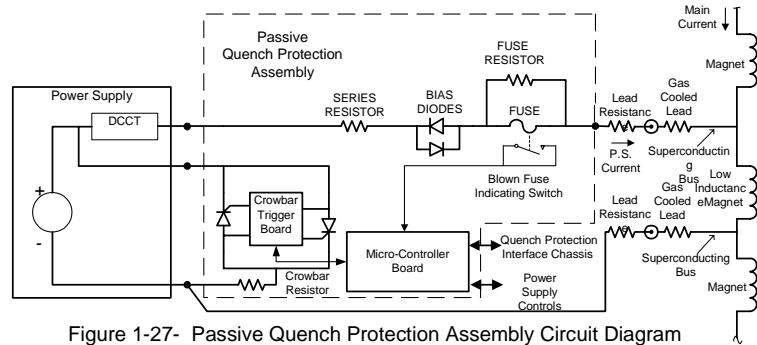 Main
Current
Passive
Quench Protection
Assembly
FUSE
RESISTOR
Magnet
Power Supply
DCCT
SERIES
RESISTOR
BIAS
DIODES
FUSE
Lead
Resistanc
e
Gas
Cooled
Lead
P.S.
Current
Superconductin
g
Bus
Blown Fuse
Indicating Switch
Low
Inductanc
eMagnet
Gas
Cooled
Lead
Lead
Resistanc
e
+
-
Crowbar
Trigger
Board
Micro-Controller
Board
Quench Protection
Interface Chassis
Superconducting
Bus
Crowbar
Resistor
Power
Supply
Controls
Magnet
Figure 1-27- Passive Quench Protection Assembly Circuit Diagram